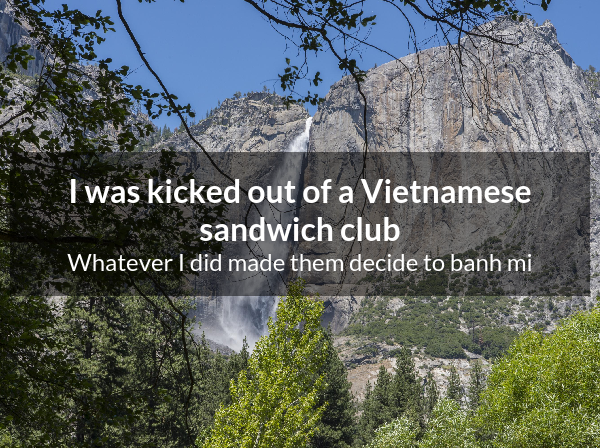 I was kicked out of a Vietnamese
sandwich club
Whatever I did made them decide to banh mi